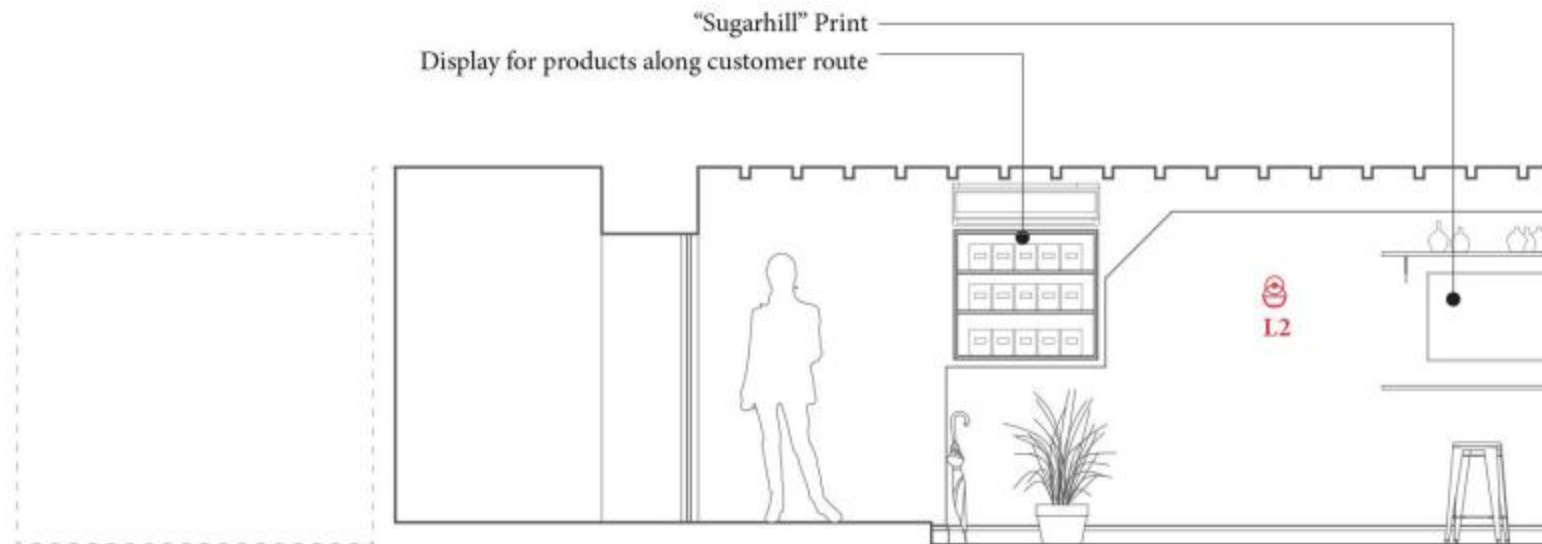 “Sugarhill” Print
Display for products along customer route
L2